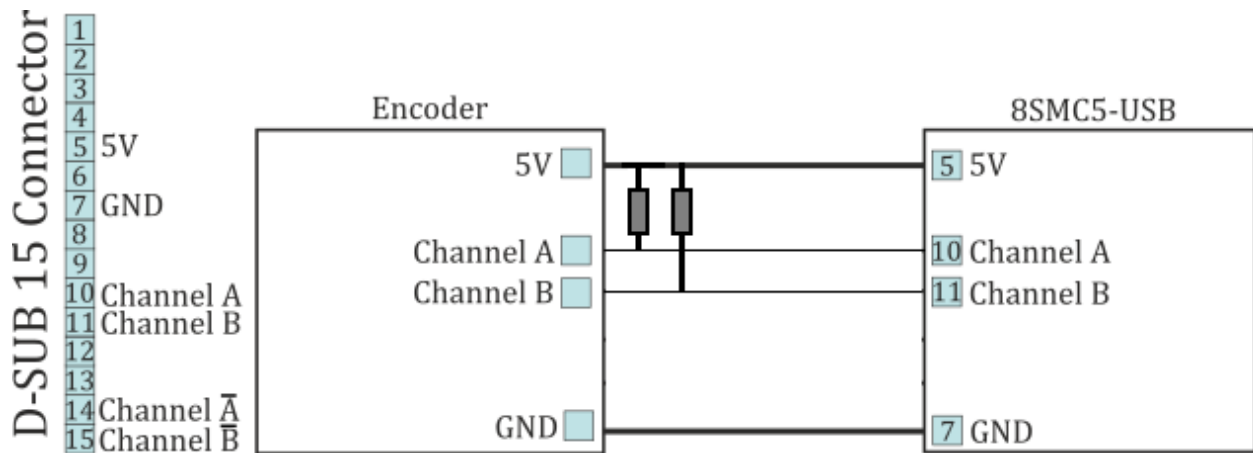 D-SUB 15 Connector
1
2
3
4
5 5V
6
7 GND
8
9
10 Channel A
11 Channel B
12
13
14 Channel A̅
15 Channel B̅
Encoder
5V
Channel A
Channel B
GND
8SMC5-USB
5 5V
10 Channel A
11 Channel B
7 GND